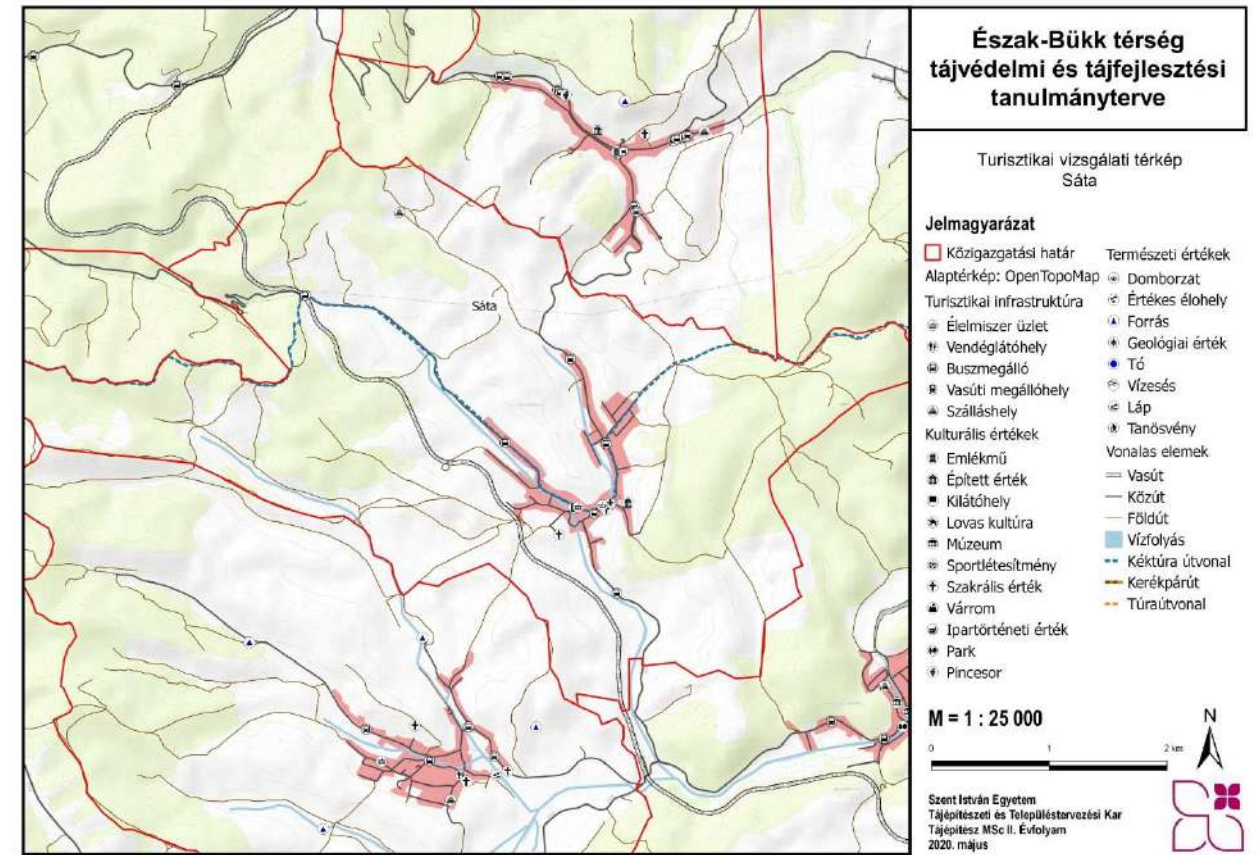 Észak-Bükk térség
tájvédelmi és tájfejlesztési
tanulmányterve
Turisztikai vizsgálati térkép
Sáta
Jelmagyarázat
Közigazgatási határ
Alaptérkép: OpenTopoMap
Turisztikai infrastruktúra
Élelmiszer üzlet
Vendéglátóhely
Buszmegálló
Vasúti megállóhely
Szálláshely
Kulturális értékek
Emlékmű
Épített érték
Kilátóhely
Lovas kultúra
Múzeum
Sportlétesítmény
Szakrális érték
Várrom
Ipartörténeti érték
Park
Pincesor
Természeti értékek
Domborzat
Értékes élohely
Forrás
Geológiai érték
Tó
Vízesés
Láp
Tanösvény
Vonalas elemek
Vasút
Közút
Földút
Vízfolyás
Kéktúra útvonal
Kerékpárút
Túraútvonal
M = 1 : 25 000
0 1 2 km
N
Szent István Egyetem
Tájépítészeti és Településtervezési Kar
Tájépítész MSc II. Évfolyam
2020. május
Sáta